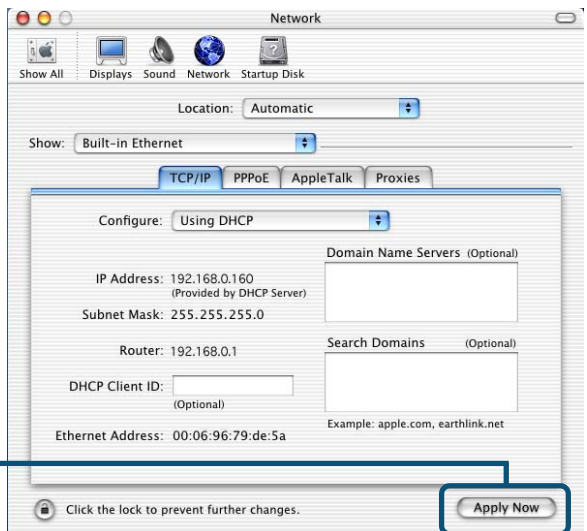 Network
Show All Displays Sound Network Startup Disk
Location: Automatic
Show: Built-in Ethernet
TCP/IP PPPoE AppleTalk Proxies
Configure: Using DHCP
Domain Name Servers (Optional)
IP Address: 192.168.0.160
(Provided by DHCP Server)
Subnet Mask: 255.255.255.0
Search Domains (Optional)
Router: 192.168.0.1
DHCP Client ID:
(Optional)
Example: apple.com, earthlink.net
Ethernet Address: 00:06:96:79:de:5a
Click the lock to prevent further changes.
Apply Now